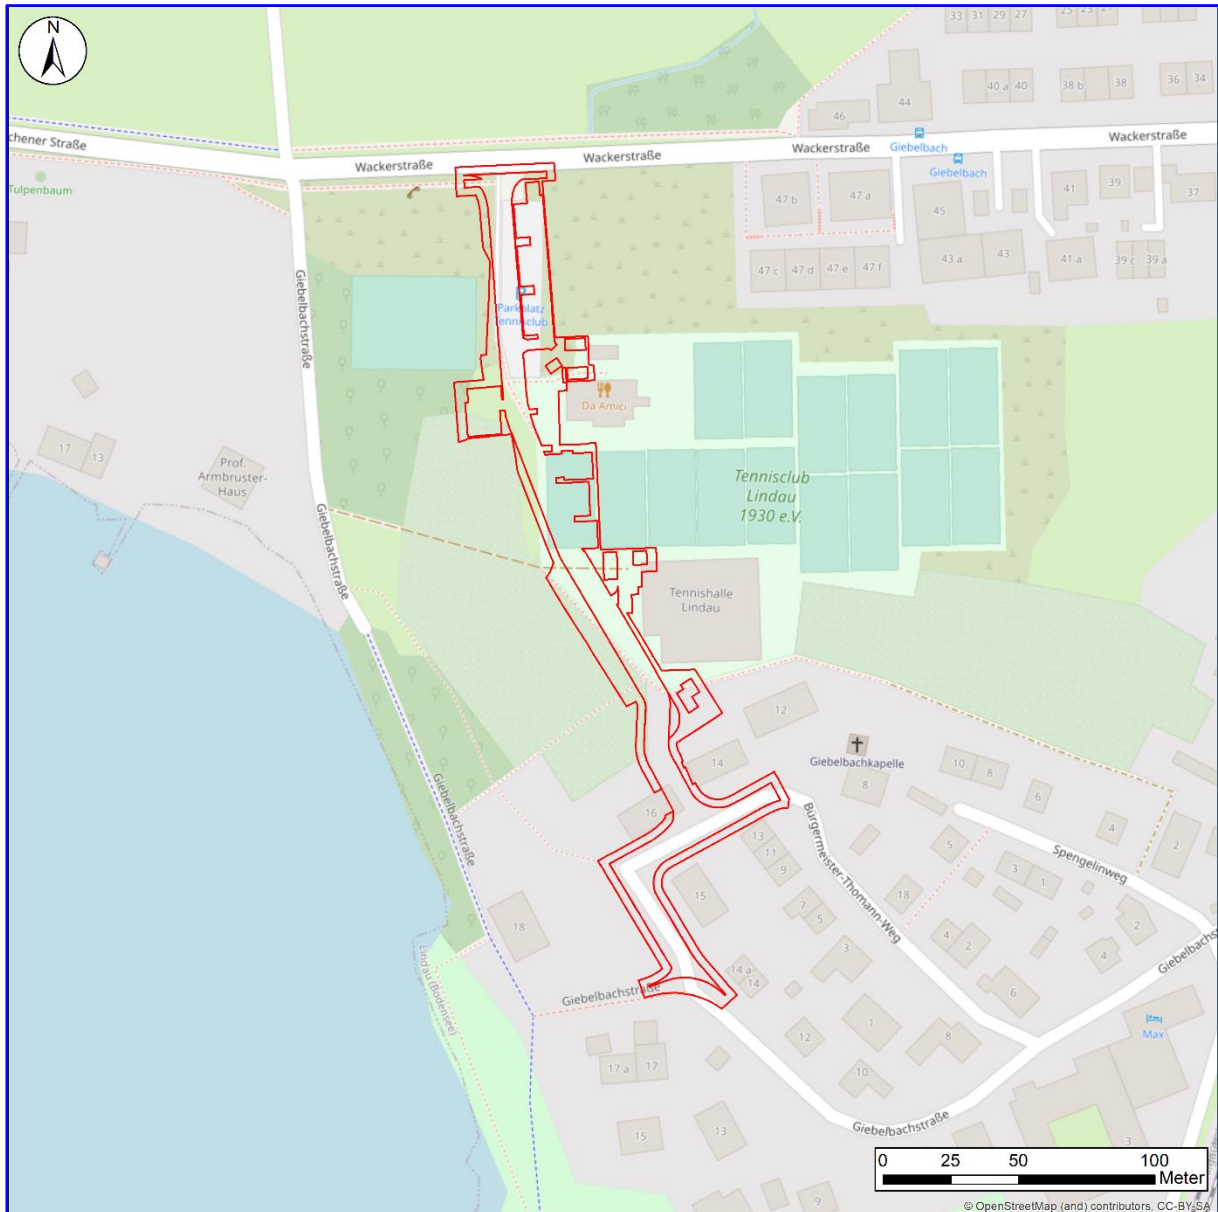 N
33 31 29 27
25 23 21
40 a 40
38 b 38
36 34
44
46
chener Straße
Wackerstraße
Wackerstraße
Wackerstraße
Wackerstraße
Giebelbach
Giebelbach
Tulpenbaum
47 b
47 a
45
41
39
37
43 a
43
41 a
39 c
39 a
47 c 47 d 47 e 47 f
Giebelbachstraße
Parkplatz
Tennisclub
Da Amici
17
13
Prof.
Armbruster-
Haus
Tennisclub
Lindau
1930 e.V.
Giebelbachstraße
Tennishalle
Lindau
12
14
Giebelbachkapelle
8
10
8
6
4
2
16
Giebelbachstraße
13
11
9
Bürgermeister-Thomann-Weg
5
3
1
Spengelinweg
15
7
5
18
4
2
2
4
18
3
14 a
14
6
Lindau (Bodensee)
Giebelbachstraße
Giebelbachst
12
1
8
Max
17 a
17
10
15
13
Giebelbachstraße
3
9
0 25 50 100
Meter
© OpenStreetMap (and) contributors, CC-BY-SA